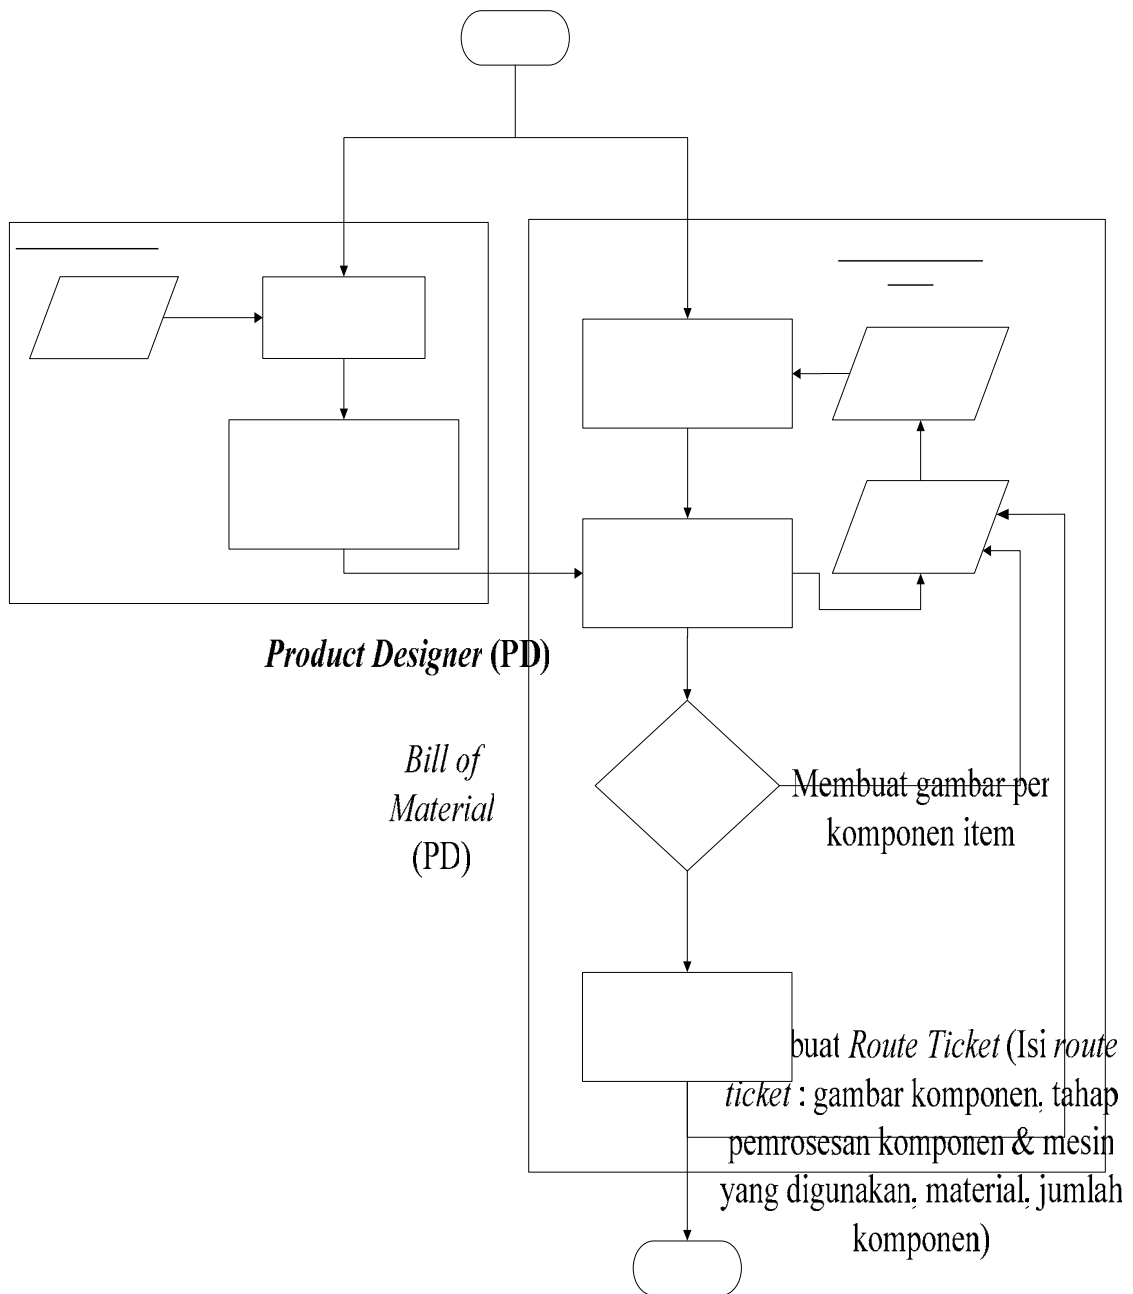 Product Designer (PD)
Bill of
Material
(PD)
Membuat gambar per
komponen item
buat Route Ticket (Isi route
ticket : gambar komponen, tahap
pemrosesan komponen & mesin
yang digunakan, material, jumlah
komponen)